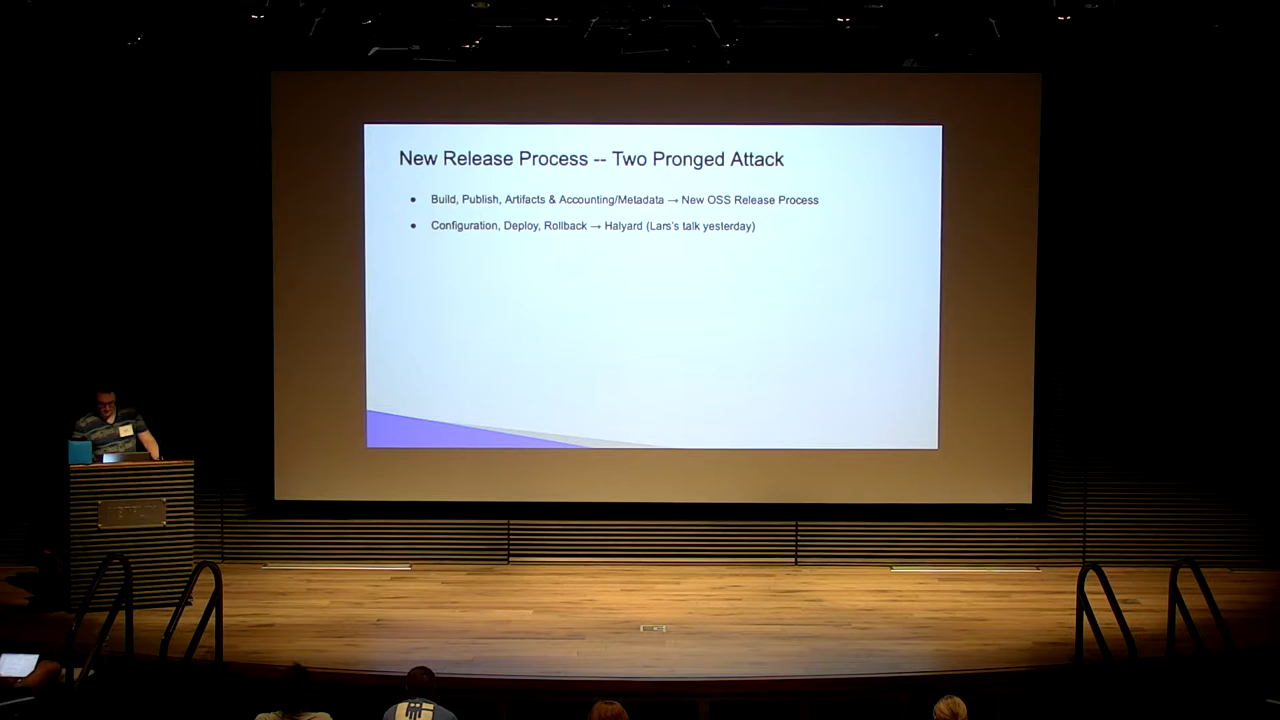 New Release Process -- Two Pronged Attack
● Build, Publish, Artifacts & Accounting/Metadata → New OSS Release Process
● Configuration, Deploy, Rollback → Halyard (Lars's talk yesterday)
NETFLIX